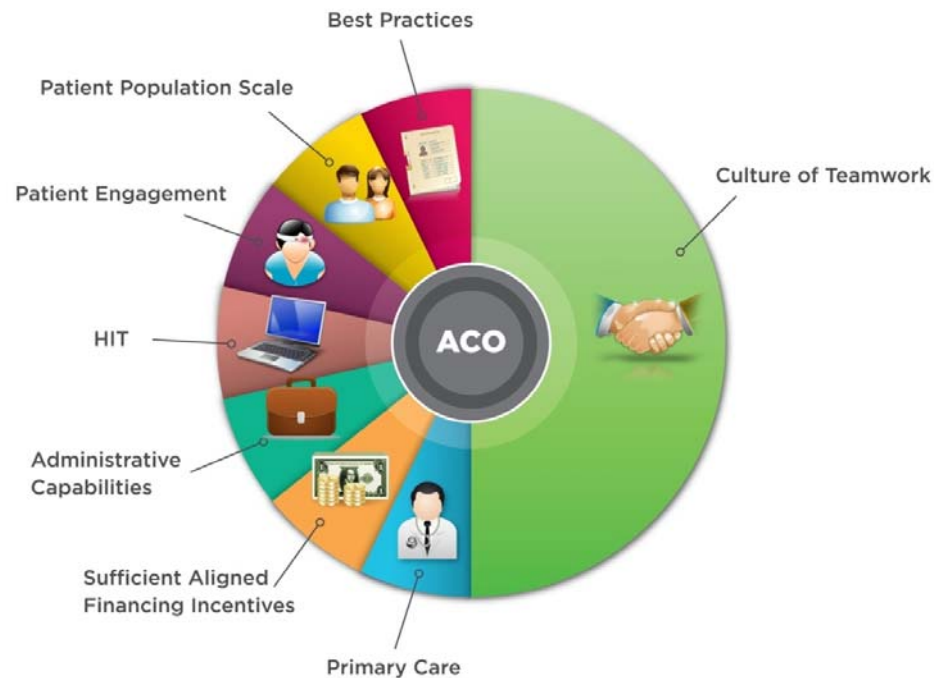 Best Practices
Patient Population Scale
Patient Engagement
Culture of Teamwork
HIT
ACO
Administrative
Capabilities
Sufficient Aligned
Financing Incentives
Primary Care